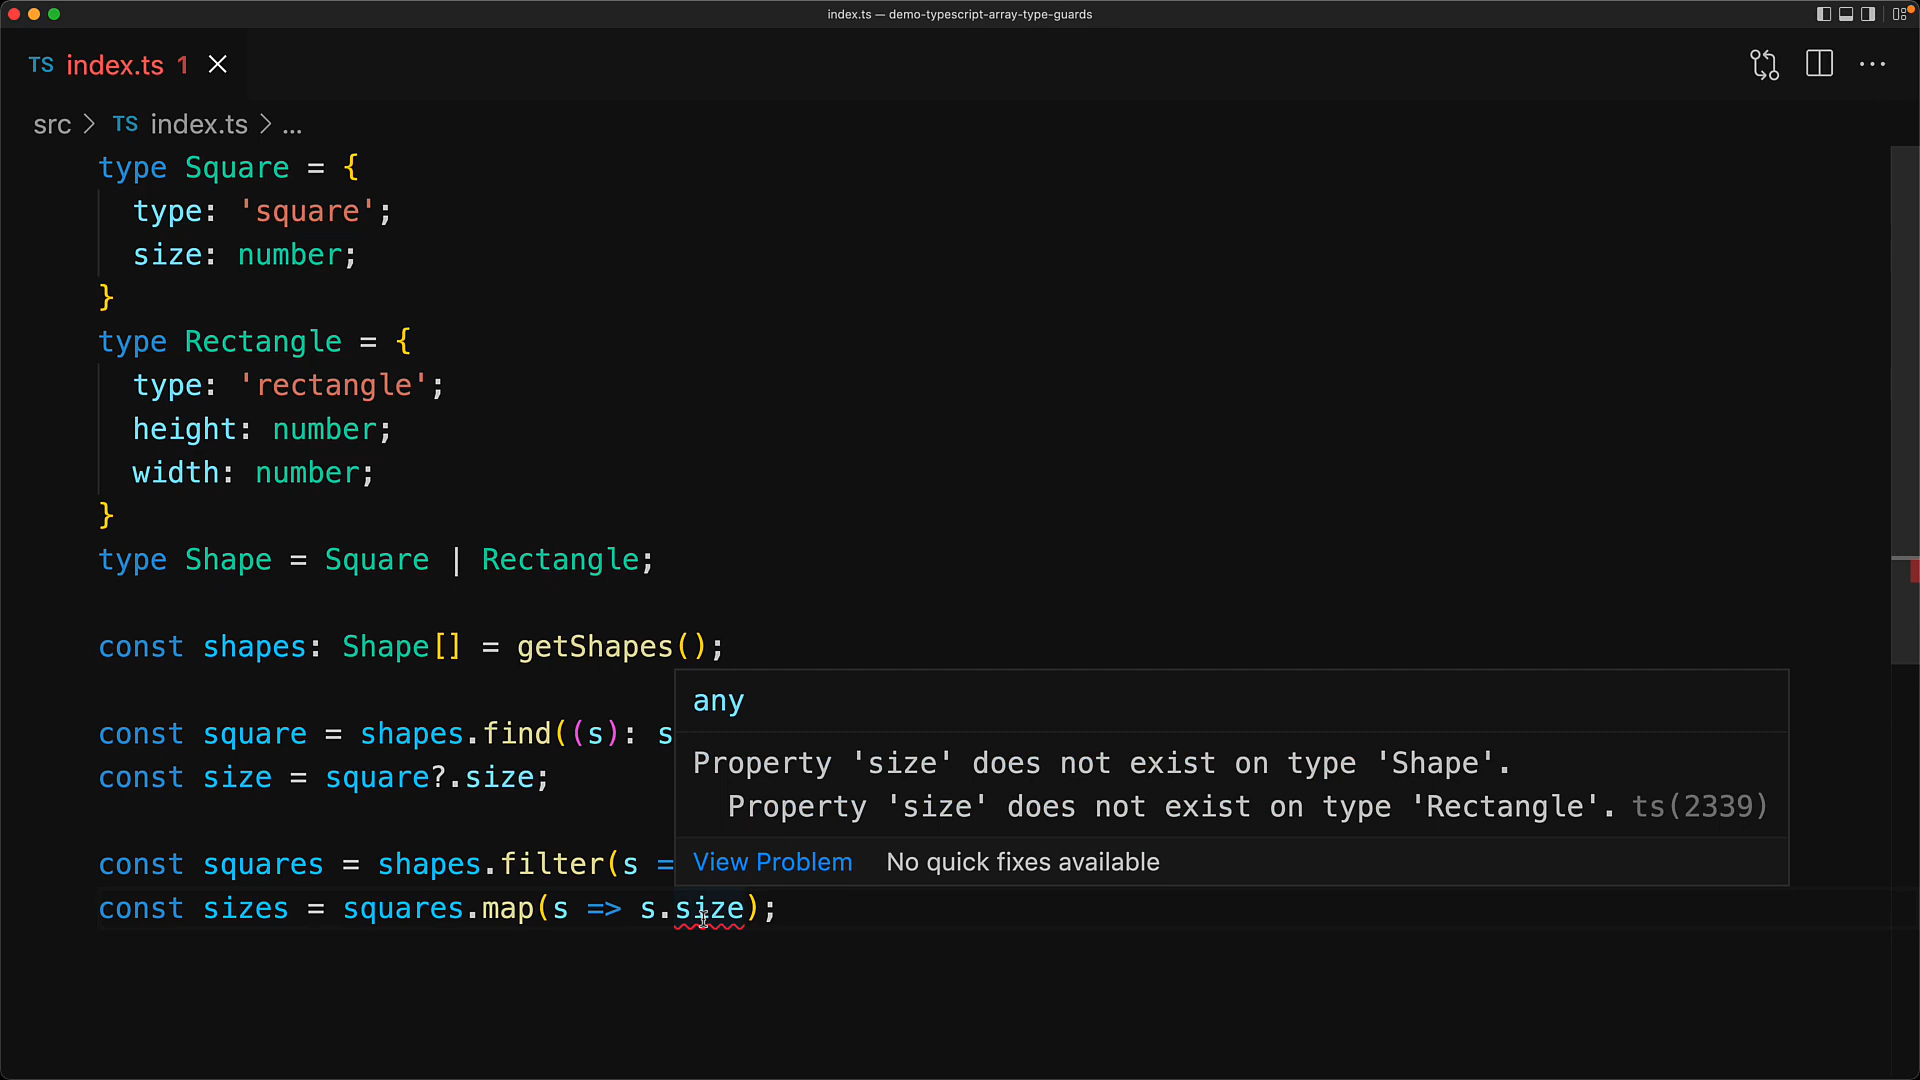 index.ts — demo-typescript-array-type-guards
TS index.ts 1
src > TS index.ts > ...
type Square = {
type: 'square';
size: number;
}
type Rectangle = {
type: 'rectangle';
height: number;
width: number;
}
type Shape = Square | Rectangle;
const shapes: Shape[] = getShapes();
const square = shapes.find((s): s
const size = square?.size;
const squares = shapes.filter(s =
const sizes = squares.map(s => s.size);
any
Property 'size' does not exist on type 'Shape'.
Property 'size' does not exist on type 'Rectangle'. ts(2339)
View Problem No quick fixes available